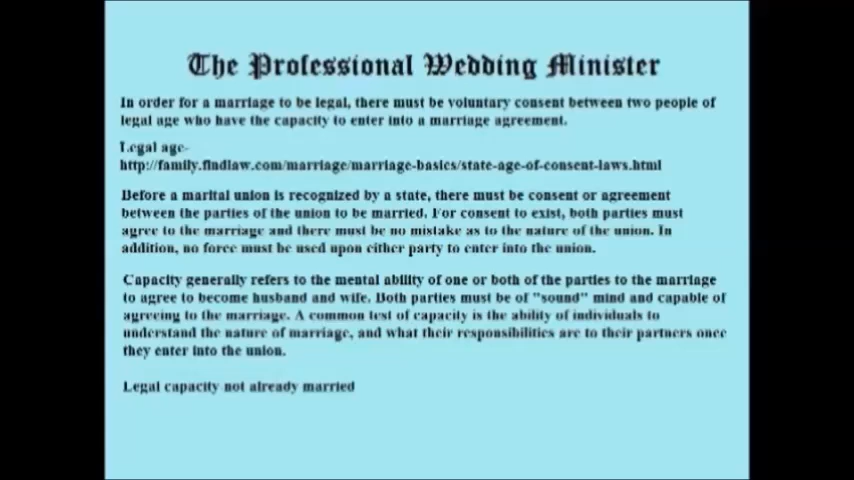 The Professional Wedding Minister
In order for a marriage to be legal, there must be voluntary consent between two people of
legal age who have the capacity to enter into a marriage agreement.
Legal age-
http://family.findlaw.com/marriage/marriage-basics/state-age-of-consent-laws.html
Before a marital union is recognized by a state, there must be consent or agreement
between the parties of the union to be married. For consent to exist, both parties must
agree to the marriage and there must be no mistake as to the nature of the union. In
addition, no force must be used upon either party to enter into the union.
Capacity generally refers to the mental ability of one or both of the parties to the marriage
to agree to become husband and wife. Both parties must be of "sound" mind and capable of
agreeing to the marriage. A common test of capacity is the ability of individuals to
understand the nature of marriage, and what their responsibilities are to their partners once
they enter into the union.
Legal capacity not already married